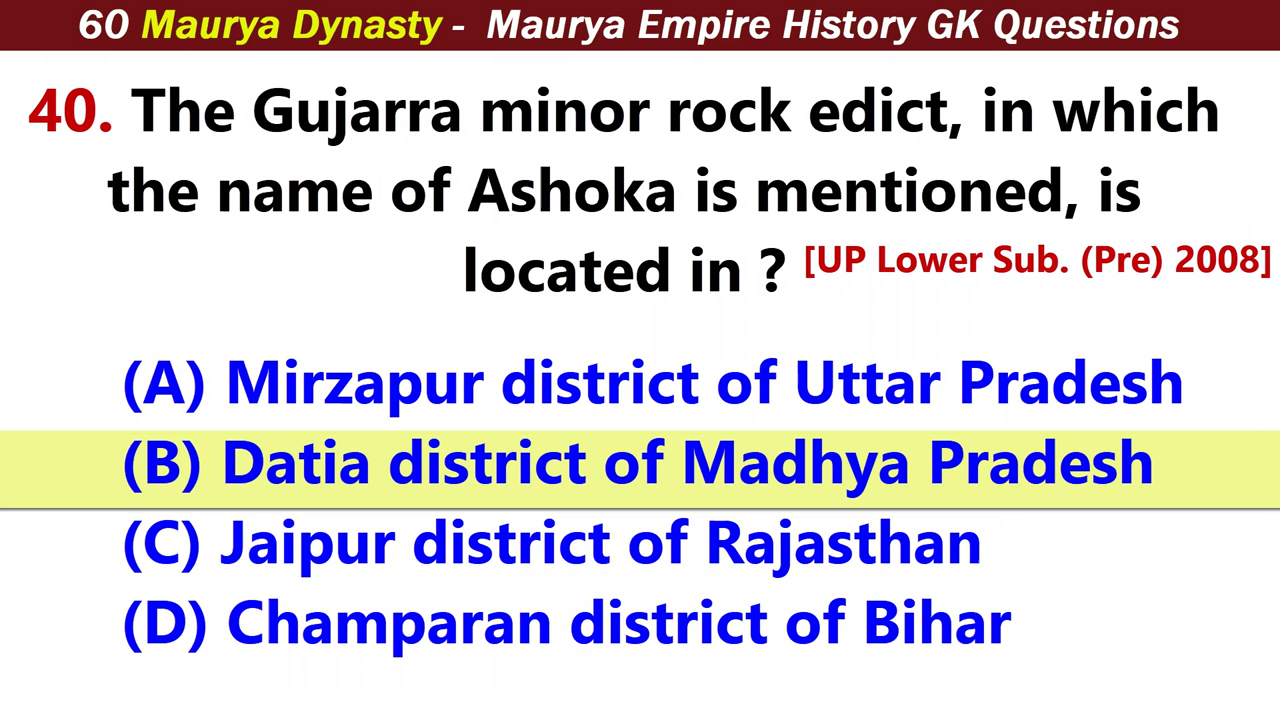 60 Maurya Dynasty - Maurya Empire History GK Questions
40. The Gujarra minor rock edict, in which
the name of Ashoka is mentioned, is
located in ? [UP Lower Sub. (Pre) 2008]
(A) Mirzapur district of Uttar Pradesh
(B) Datia district of Madhya Pradesh
(C) Jaipur district of Rajasthan
(D) Champaran district of Bihar